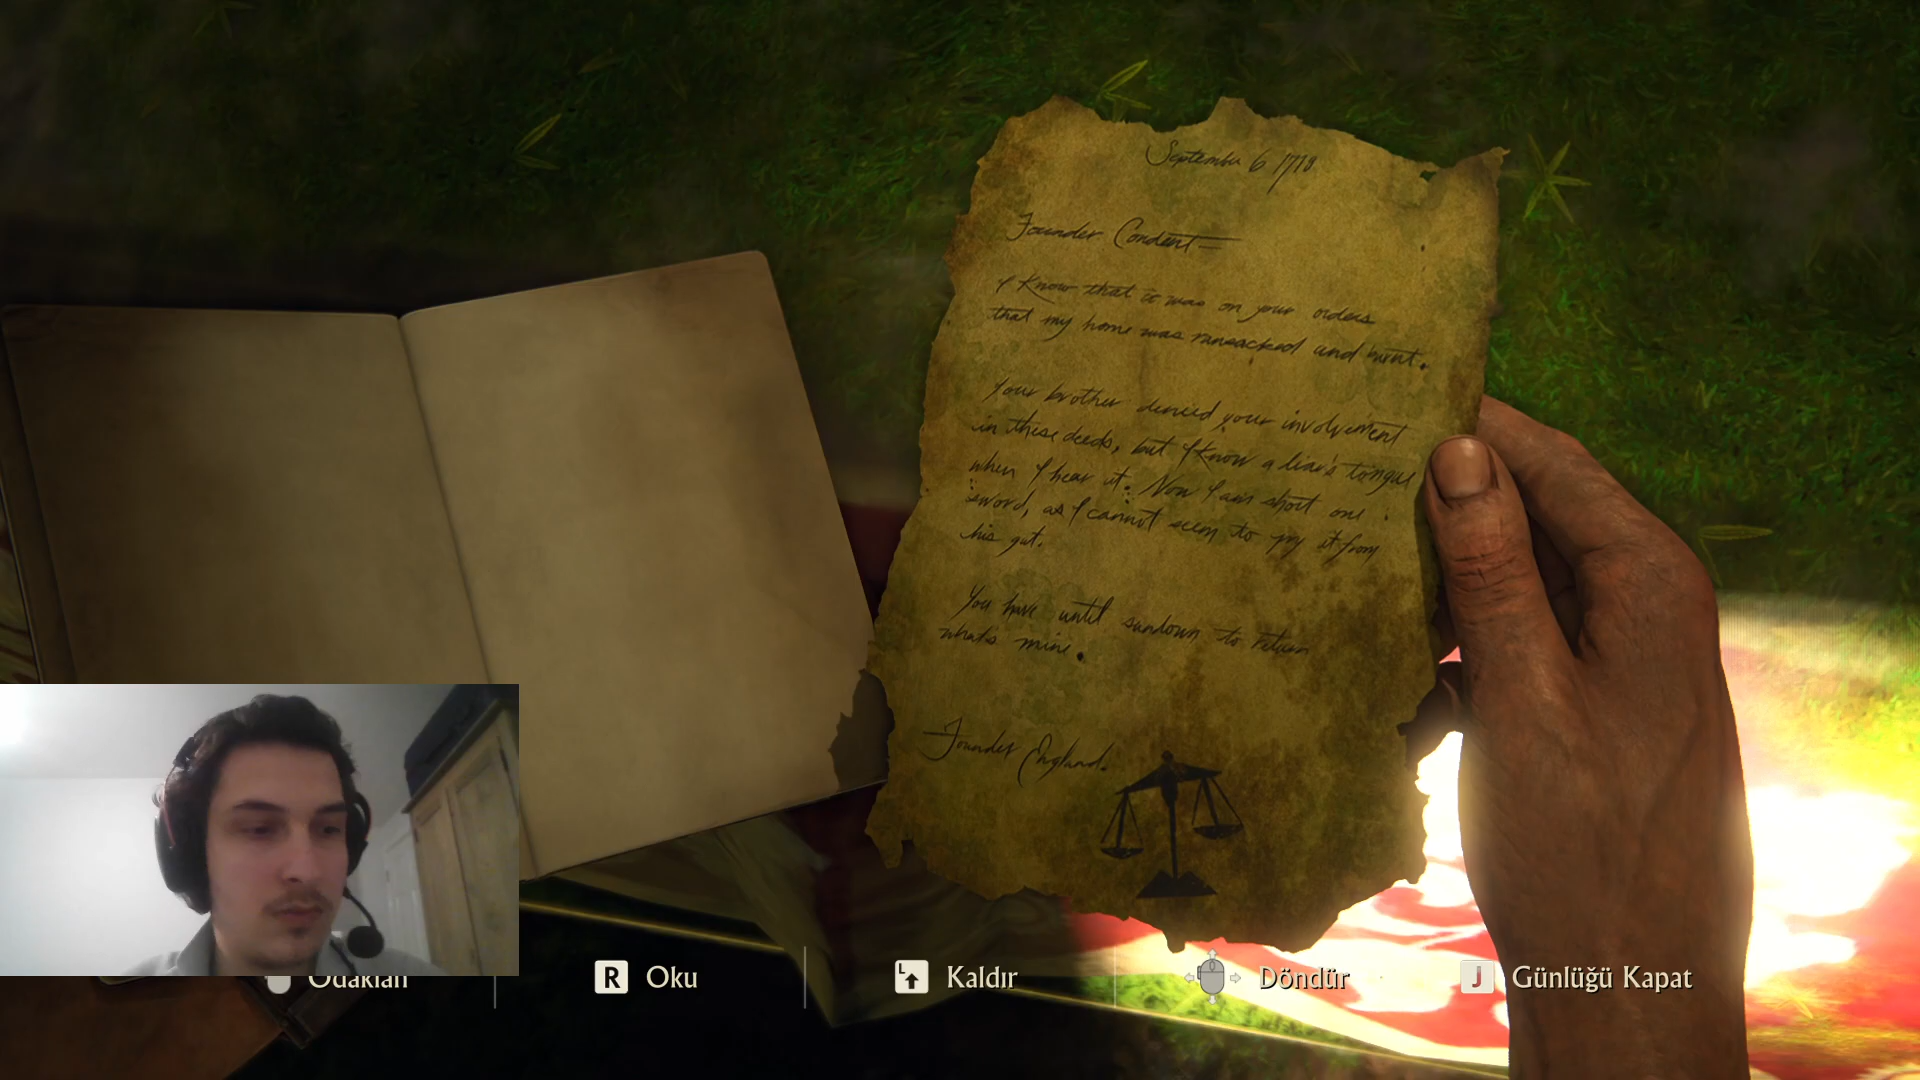 September 6 1718
Founder Condent—
I Know that it was on your orders
that my home was ransacked and burnt.
Your brother denied your involvement
in these deeds, but I Know a liar's tongue
when I hear it. Now I am short one
sword, as I cannot seem to pry it from
his gut.
You have until sundown to return
what's mine.
Founder England.
Odaklan
R Oku
L Kaldır
Döndür
J Günlüğü Kapat